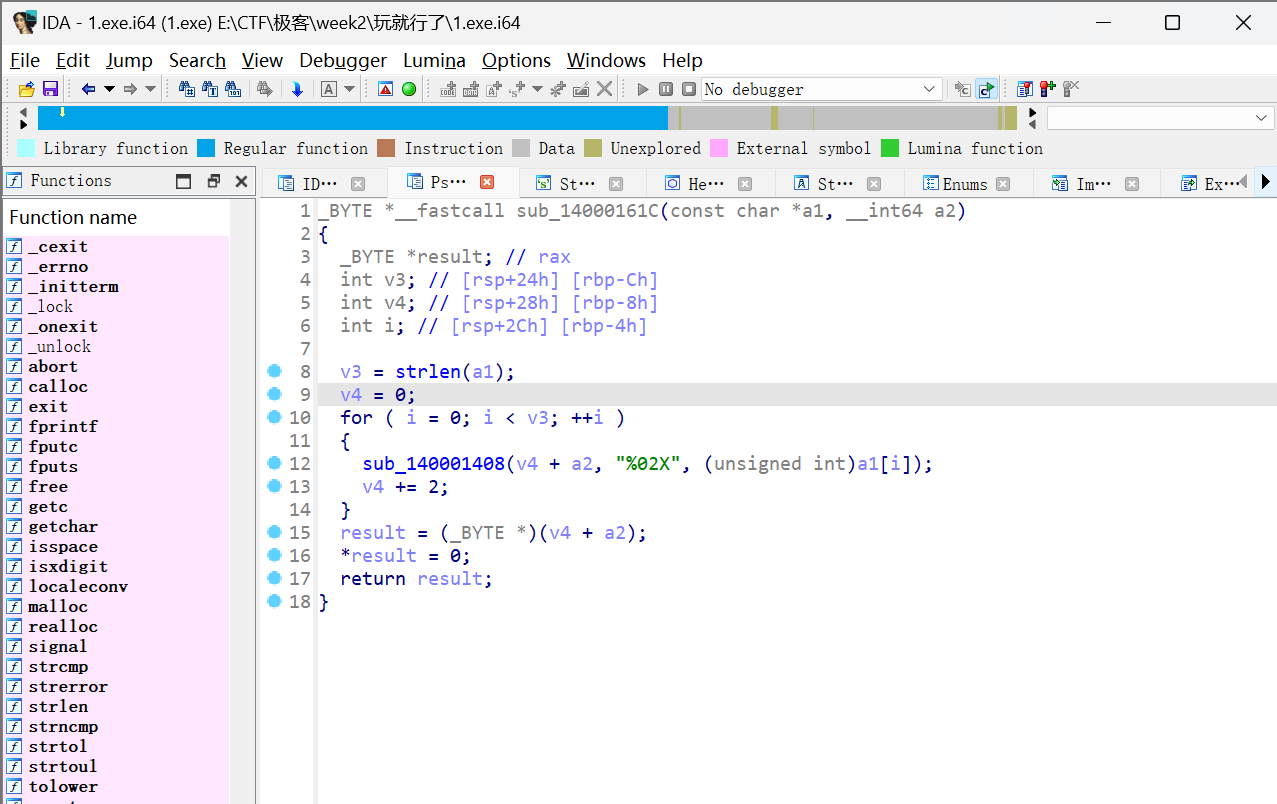 IDA - 1.exe.i64 (1.exe) E:\CTF\极客\week2\玩就行了\1.exe.i64
File Edit Jump Search View Debugger Lumina Options Windows Help
No debugger
Library function Regular function Instruction Data Unexplored External symbol Lumina function
Functions
ID··· Ps··· St··· He··· St··· Enums Im··· Ex···
Function name
_cexit
_errno
_initterm
_lock
_onexit
_unlock
abort
calloc
exit
fprintf
fputc
fputs
free
getc
getchar
isspace
isxdigit
localeconv
malloc
realloc
signal
strcmp
strerror
strlen
strncmp
strtol
strtoul
tolower
1 _BYTE *__fastcall sub_14000161C(const char *a1, __int64 a2)
2 {
3   _BYTE *result; // rax
4   int v3; // [rsp+24h] [rbp-Ch]
5   int v4; // [rsp+28h] [rbp-8h]
6   int i; // [rsp+2Ch] [rbp-4h]
7
8   v3 = strlen(a1);
9   v4 = 0;
10   for ( i = 0; i < v3; ++i )
11   {
12     sub_140001408(v4 + a2, "%02X", (unsigned int)a1[i]);
13     v4 += 2;
14   }
15   result = (_BYTE *)(v4 + a2);
16   *result = 0;
17   return result;
18 }